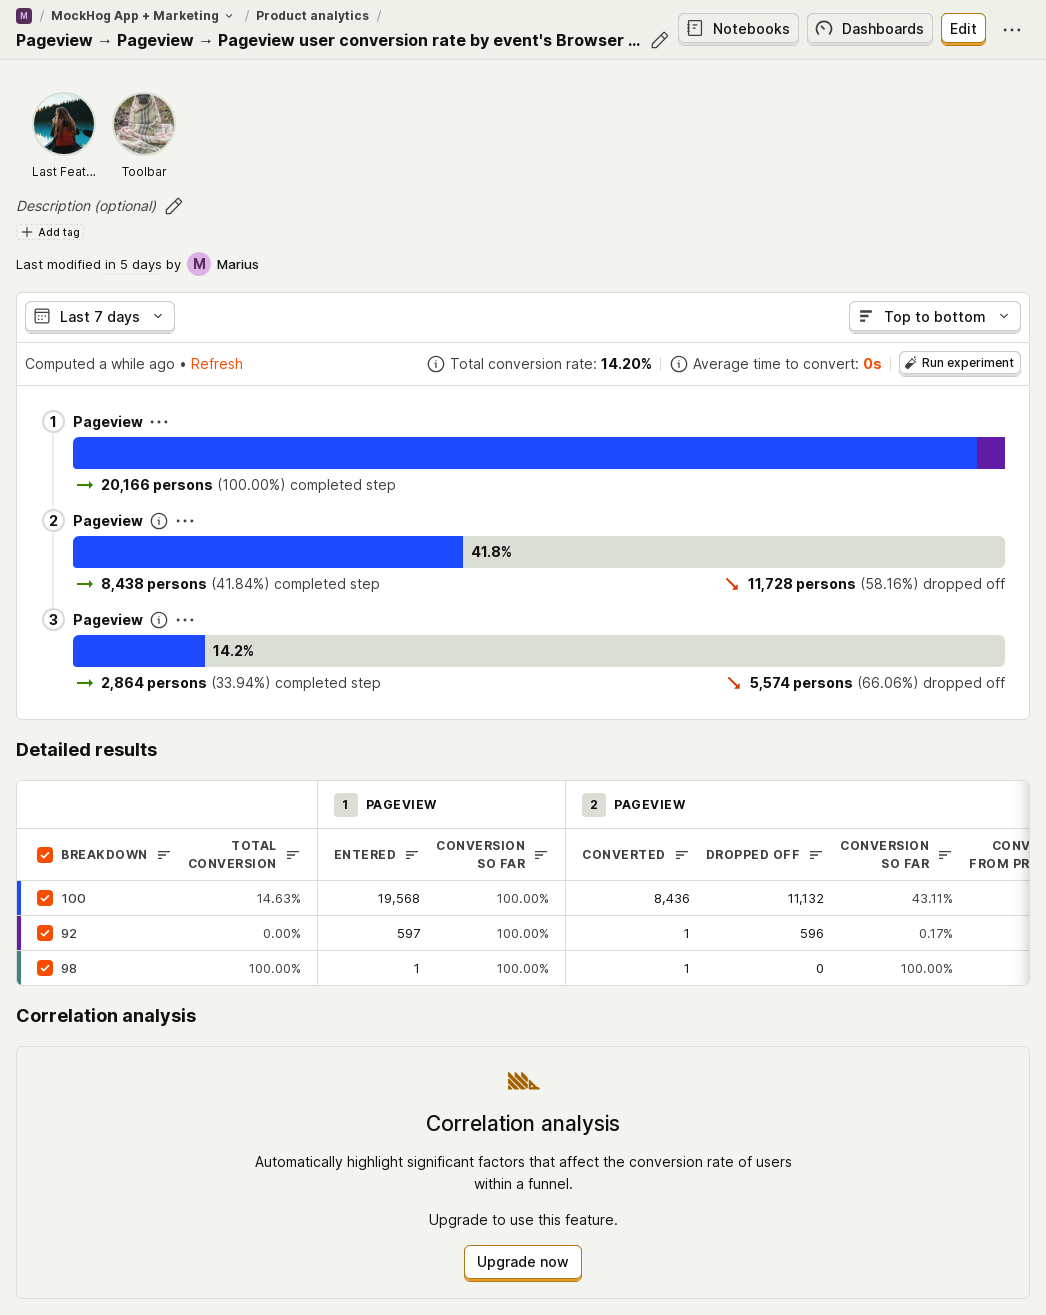 M / MockHog App + Marketing / Product analytics /
Pageview → Pageview → Pageview user conversion rate by event's Browser ...
Notebooks
Dashboards
Edit
Last Feat...
Toolbar
Description (optional)
Add tag
Last modified in 5 days by M Marius
Last 7 days
Top to bottom
Computed a while ago • Refresh
Total conversion rate: 14.20%
Average time to convert: 0s
Run experiment
1 Pageview
20,166 persons (100.00%) completed step
2 Pageview
41.8%
8,438 persons (41.84%) completed step
11,728 persons (58.16%) dropped off
3 Pageview
14.2%
2,864 persons (33.94%) completed step
5,574 persons (66.06%) dropped off
Detailed results
1 PAGEVIEW
2 PAGEVIEW
BREAKDOWN
TOTAL
CONVERSION
ENTERED
CONVERSION
SO FAR
CONVERTED
DROPPED OFF
CONVERSION
SO FAR
CONV
FROM PR
100 14.63% 19,568 100.00% 8,436 11,132 43.11%
92 0.00% 597 100.00% 1 596 0.17%
98 100.00% 1 100.00% 1 0 100.00%
Correlation analysis
Correlation analysis
Automatically highlight significant factors that affect the conversion rate of users
within a funnel.
Upgrade to use this feature.
Upgrade now